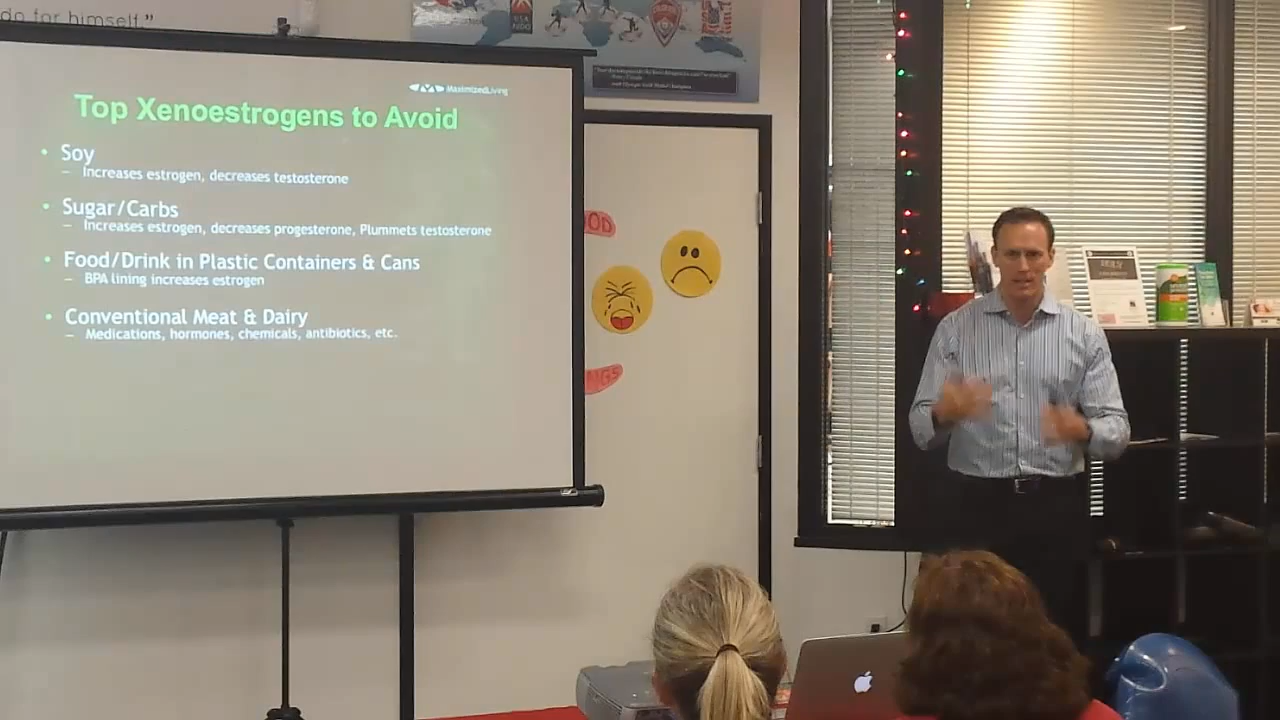 do for himself."
MaximizedLiving
Top Xenoestrogens to Avoid
• Soy
– Increases estrogen, decreases testosterone
• Sugar/Carbs
– Increases estrogen, decreases progesterone, Plummets testosterone
• Food/Drink in Plastic Containers & Cans
– BPA lining increases estrogen
• Conventional Meat & Dairy
– Medications, hormones, chemicals, antibiotics, etc.